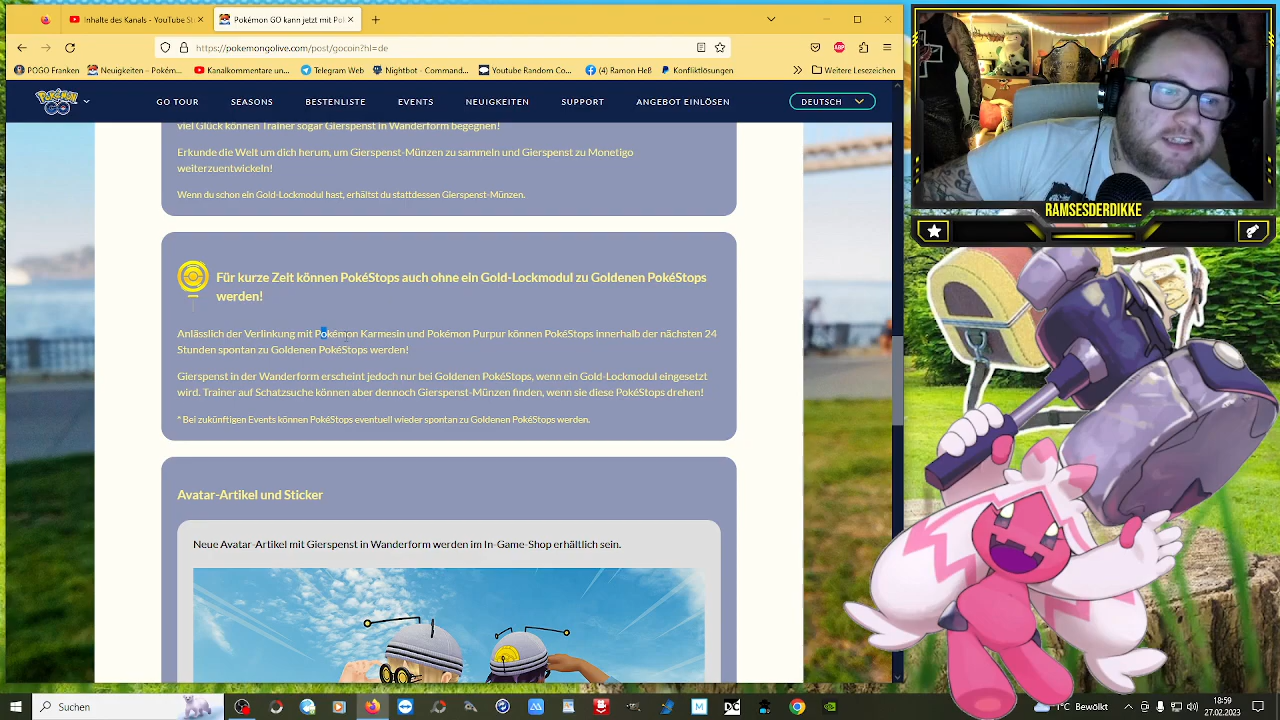 Inhalte des Kanals - YouTube St
Pokémon GO kann jetzt mit Pol
https://pokemongolive.com/post/gocoin?hl=de
POGO Franken
Neuigkeiten – Pokém...
Kanalkommentare un...
Telegram Web
Nightbot - Comman...
Youtube Random Co...
(4) Ramon Heß
Konfliktlösungen
Weitere Lesezeichen
GO TOUR
SEASONS
BESTENLISTE
EVENTS
NEUIGKEITEN
SUPPORT
ANGEBOT EINLÖSEN
DEUTSCH
viel Glück können Trainer sogar Gierspenst in Wanderform begegnen!
Erkunde die Welt um dich herum, um Gierspenst-Münzen zu sammeln und Gierspenst zu Monetigo
weiterzuentwickeln!
Wenn du schon ein Gold-Lockmodul hast, erhältst du stattdessen Gierspenst-Münzen.
Für kurze Zeit können PokéStops auch ohne ein Gold-Lockmodul zu Goldenen PokéStops
werden!
Anlässlich der Verlinkung mit Pokémon Karmesin und Pokémon Purpur können PokéStops innerhalb der nächsten 24
Stunden spontan zu Goldenen PokéStops werden!
Gierspenst in der Wanderform erscheint jedoch nur bei Goldenen PokéStops, wenn ein Gold-Lockmodul eingesetzt
wird. Trainer auf Schatzsuche können aber dennoch Gierspenst-Münzen finden, wenn sie diese PokéStops drehen!
* Bei zukünftigen Events können PokéStops eventuell wieder spontan zu Goldenen PokéStops werden.
Avatar-Artikel und Sticker
Neue Avatar-Artikel mit Gierspenst in Wanderform werden im In-Game-Shop erhältlich sein.
RAMSESDERDIKKE
Suchen
1°C Bewölkt
18:59
27.02.2023